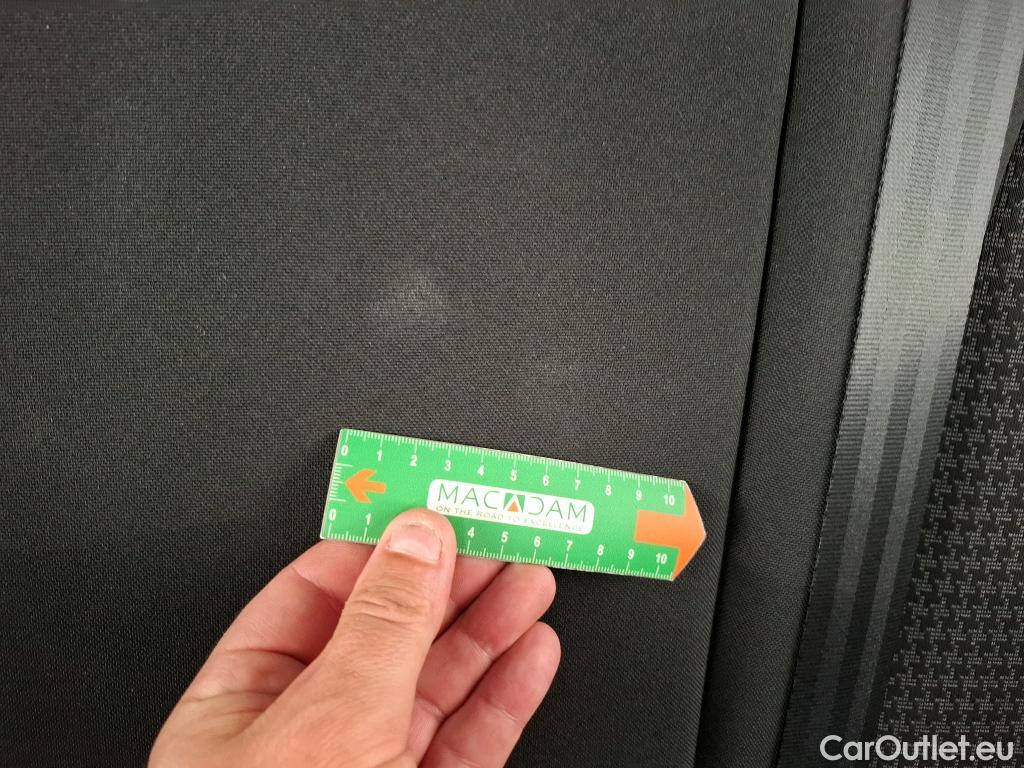 0 1 2 3 4 5 6 7 8 9 10
MACADAM
ON THE ROAD TO EXCELLENCE
0 1 4 5 6 7 8 9 10
CarOutlet.eu